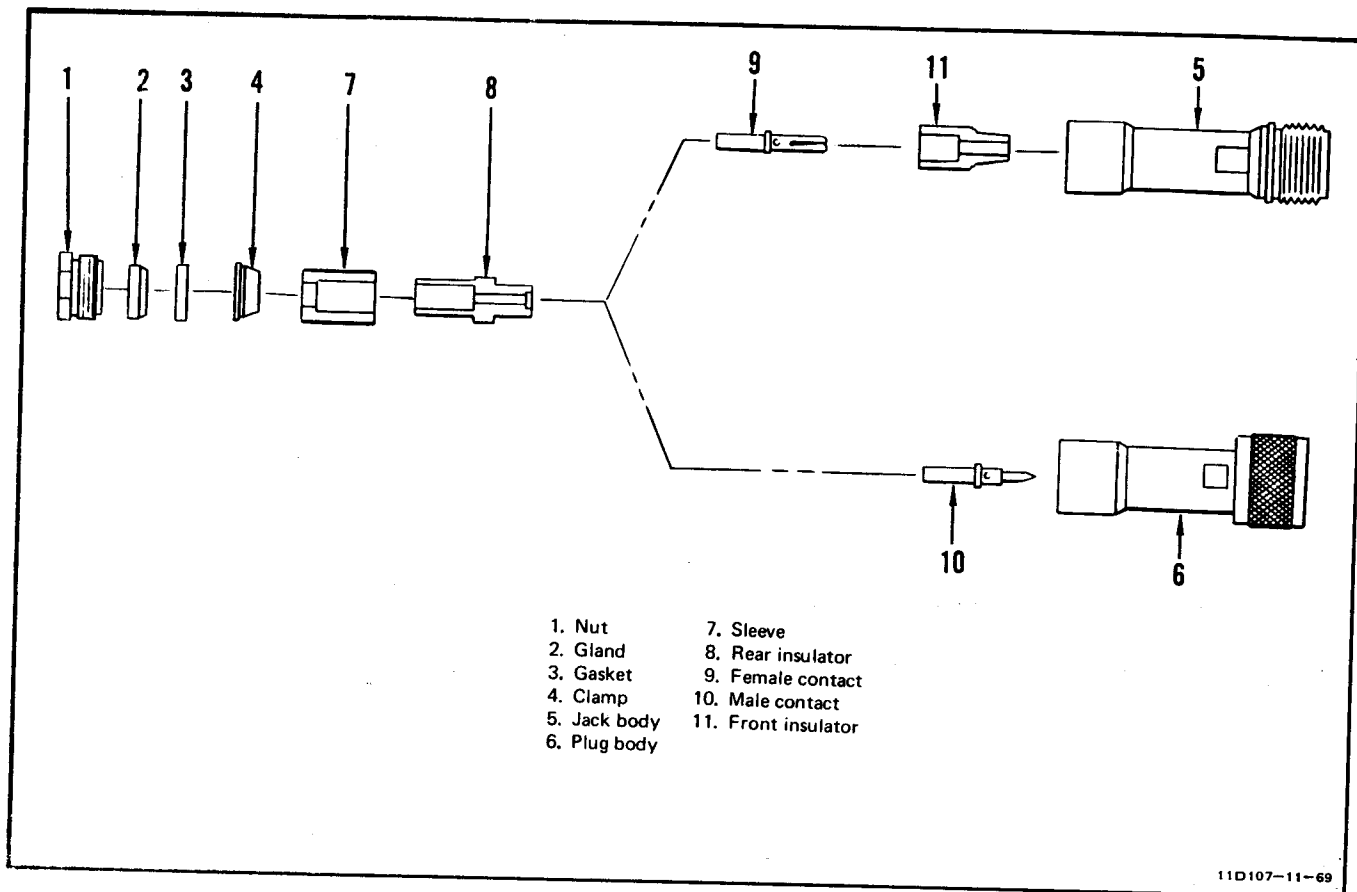 1 2 3 4 7 8 9 11 5
10 6
1. Nut
2. Gland
3. Gasket
4. Clamp
5. Jack body
6. Plug body
7. Sleeve
8. Rear insulator
9. Female contact
10. Male contact
11. Front insulator
11D107-11-69